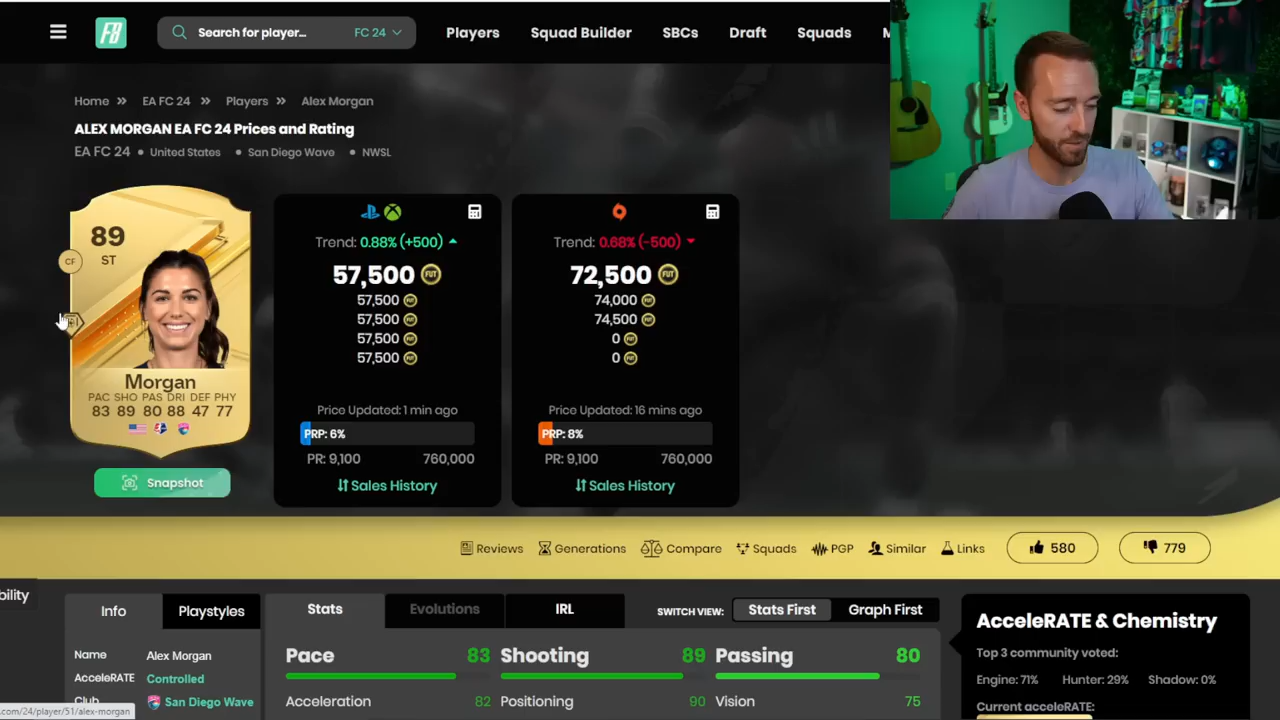 FB
Search for player...
FC 24
Players
Squad Builder
SBCs
Draft
Squads
Home » EA FC 24 » Players » Alex Morgan
ALEX MORGAN EA FC 24 Prices and Rating
EA FC 24 • United States • San Diego Wave • NWSL
89
ST
CF
Morgan
PAC SHO PAS DRI DEF PHY
83 89 80 88 47 77
Snapshot
Trend: 0.88% (+500)
57,500
57,500
57,500
57,500
57,500
Price Updated: 1 min ago
PRP: 6%
PR: 9,100 760,000
Sales History
Trend: 0.68% (-500)
72,500
74,000
74,500
0
0
Price Updated: 16 mins ago
PRP: 8%
PR: 9,100 760,000
Sales History
Reviews
Generations
Compare
Squads
PGP
Similar
Links
580
779
bility
Info
Playstyles
Stats
Evolutions
IRL
SWITCH VIEW:
Stats First
Graph First
Name Alex Morgan
AcceleRATE Controlled
Club San Diego Wave
Pace 83
Shooting 89
Passing 80
Acceleration 82
Positioning 90
Vision 75
AcceleRATE & Chemistry
Top 3 community voted:
Engine: 71% Hunter: 29% Shadow: 0%
Current acceleRATE:
.com/24/player/51/alex-morgan